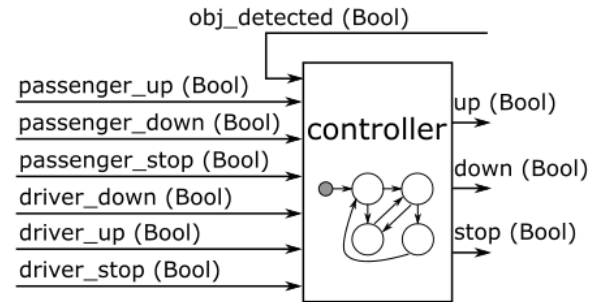 obj_detected (Bool)
passenger_up (Bool)
passenger_down (Bool)
passenger_stop (Bool)
driver_down (Bool)
driver_up (Bool)
driver_stop (Bool)
controller
up (Bool)
down (Bool)
stop (Bool)